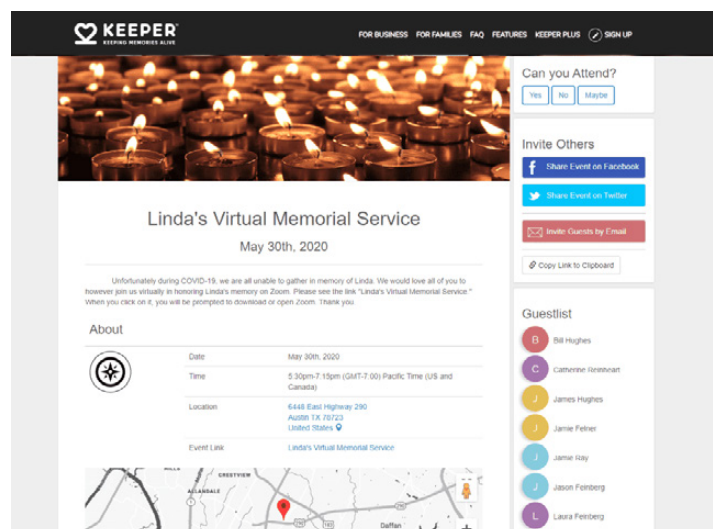 KEEPER
KEEPING MEMORIES ALIVE
FOR BUSINESS FOR FAMILIES FAQ FEATURES KEEPER PLUS SIGN UP
Can you Attend?
Yes No Maybe
Invite Others
Share Event on Facebook
Share Event on Twitter
Invite Guests by Email
Copy Link to Clipboard
Linda's Virtual Memorial Service
May 30th, 2020
Unfortunately during COVID-19, we are all unable to gather in memory of Linda. We would love all of you to
however join us virtually in honoring Linda's memory on Zoom. Please see the link "Linda's Virtual Memorial Service."
When you click on it, you will be prompted to download or open Zoom. Thank you.
About
Date May 30th, 2020
Time 5:30pm-7:15pm (GMT-7:00) Pacific Time (US and
Canada)
Location 6448 East Highway 290
Austin TX 78723
United States
Event Link Linda's Virtual Memorial Service
CRESTVIEW
ALLANDALE
Daffan
Guestlist
B Bill Hughes
C Catherine Reinheart
J James Hughes
J Jamie Felner
J Jamie Ray
J Jason Feinberg
L Laura Feinberg